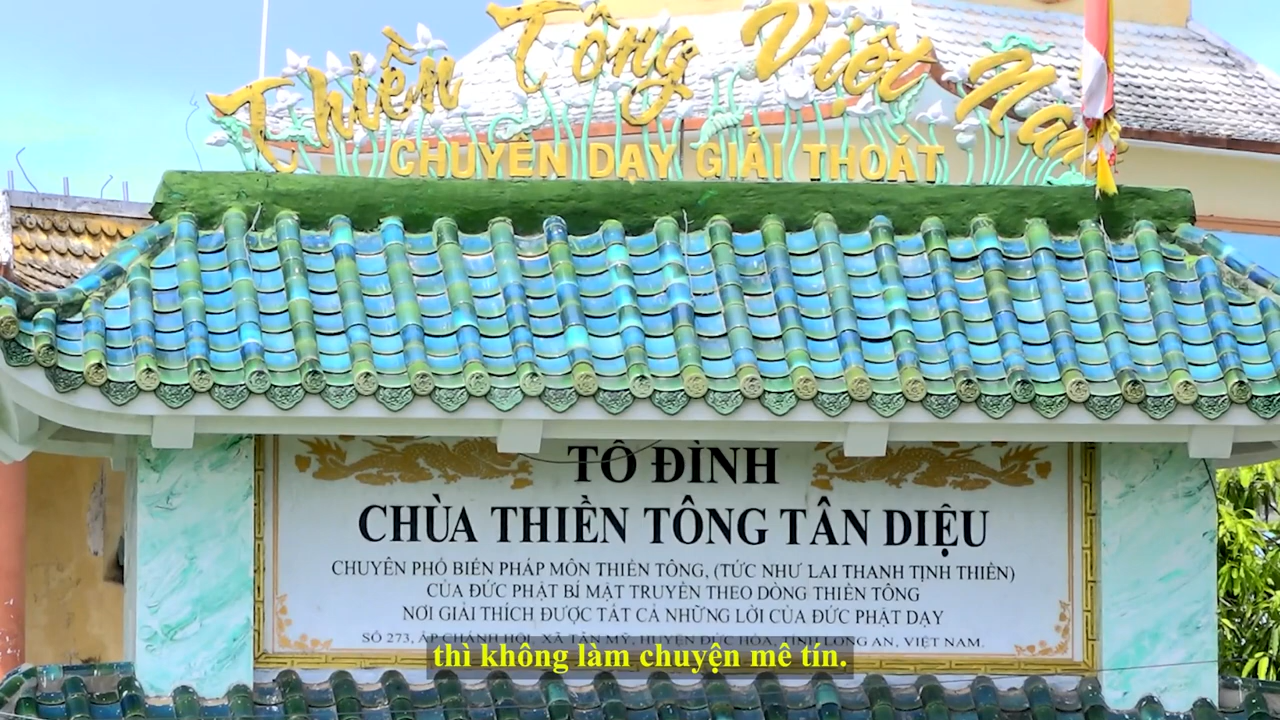 Thiền Tông Việt Nam
CHUYÊN DẠY GIẢI THOÁT
TỔ ĐÌNH
CHÙA THIỀN TÔNG TÂN DIỆU
CHUYÊN PHỔ BIẾN PHÁP MÔN THIỀN TÔNG, (TỨC NHƯ LAI THANH TỊNH THIỀN)
CỦA ĐỨC PHẬT BÍ MẬT TRUYỀN THEO DÒNG THIỀN TÔNG
NƠI GIẢI THÍCH ĐƯỢC TẤT CẢ NHỮNG LỜI CỦA ĐỨC PHẬT DẠY
SỐ 273, ẤP CHÁNH HỘI, XÃ TÂN MỸ, HUYỆN ĐỨC HÒA, TỈNH LONG AN, VIỆT NAM.
thì không làm chuyện mê tín.